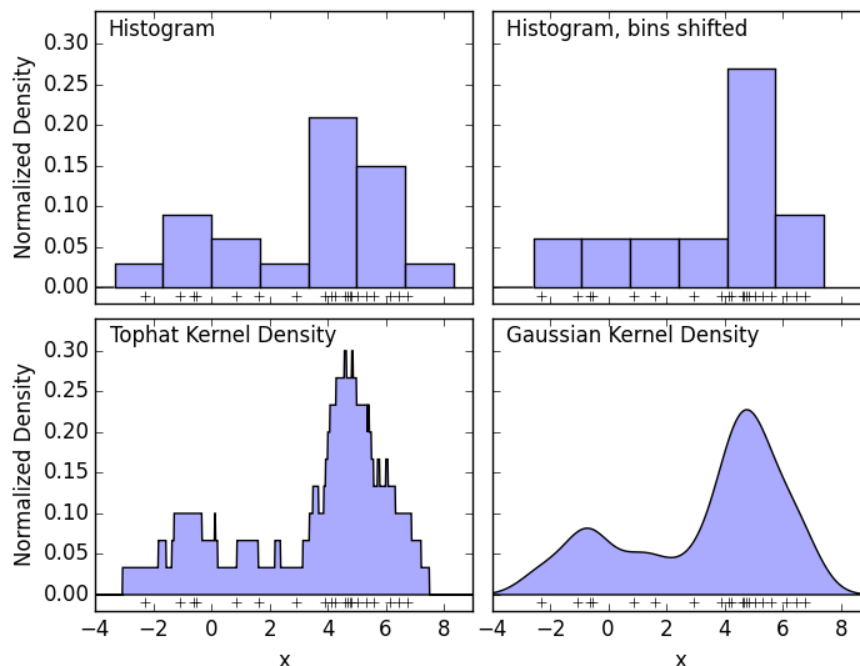 Histogram
Histogram, bins shifted
Normalized Density
0.30
0.25
0.20
0.15
0.10
0.05
0.00
Tophat Kernel Density
Gaussian Kernel Density
Normalized Density
0.30
0.25
0.20
0.15
0.10
0.05
0.00
−4 −2 0 2 4 6 8
−4 −2 0 2 4 6 8
x
x